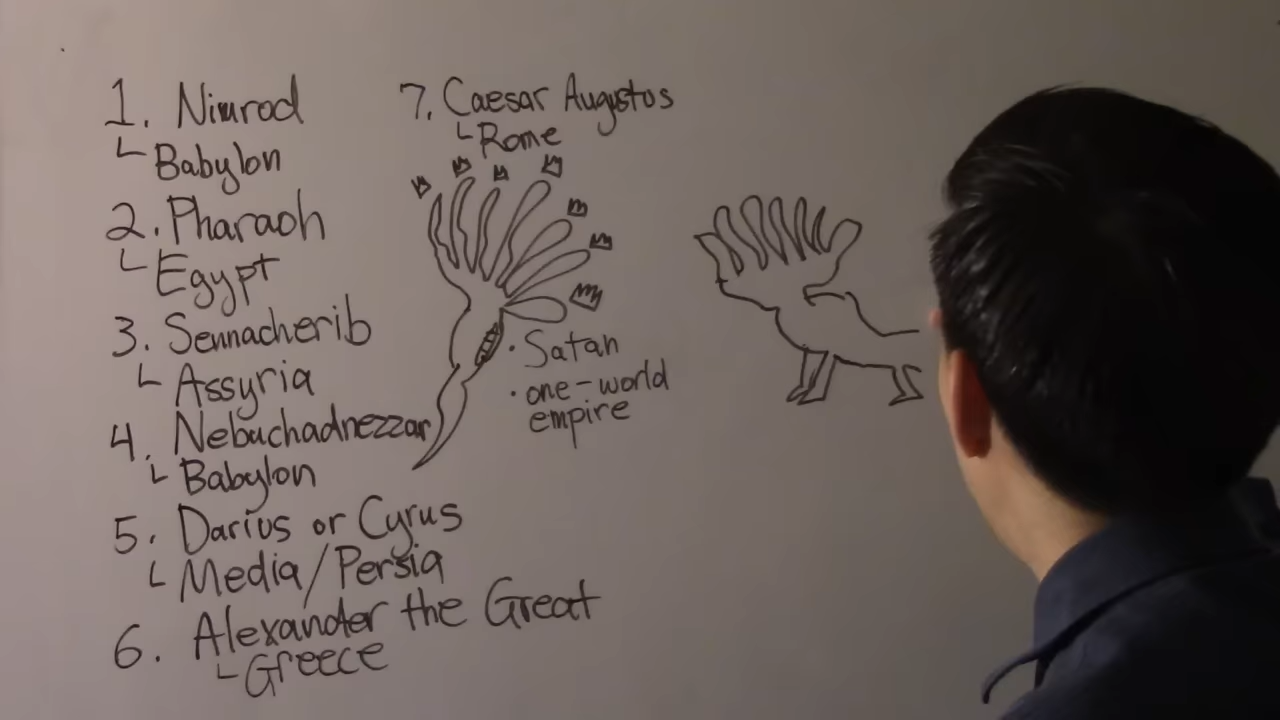 1. Nimrod
Babylon
2. Pharaoh
Egypt
3. Sennacherib
Assyria
4. Nebuchadnezzar
Babylon
5. Darius or Cyrus
Media/Persia
6. Alexander the Great
Greece
7. Caesar Augustos
Rome
• Satan
• one-world
empire